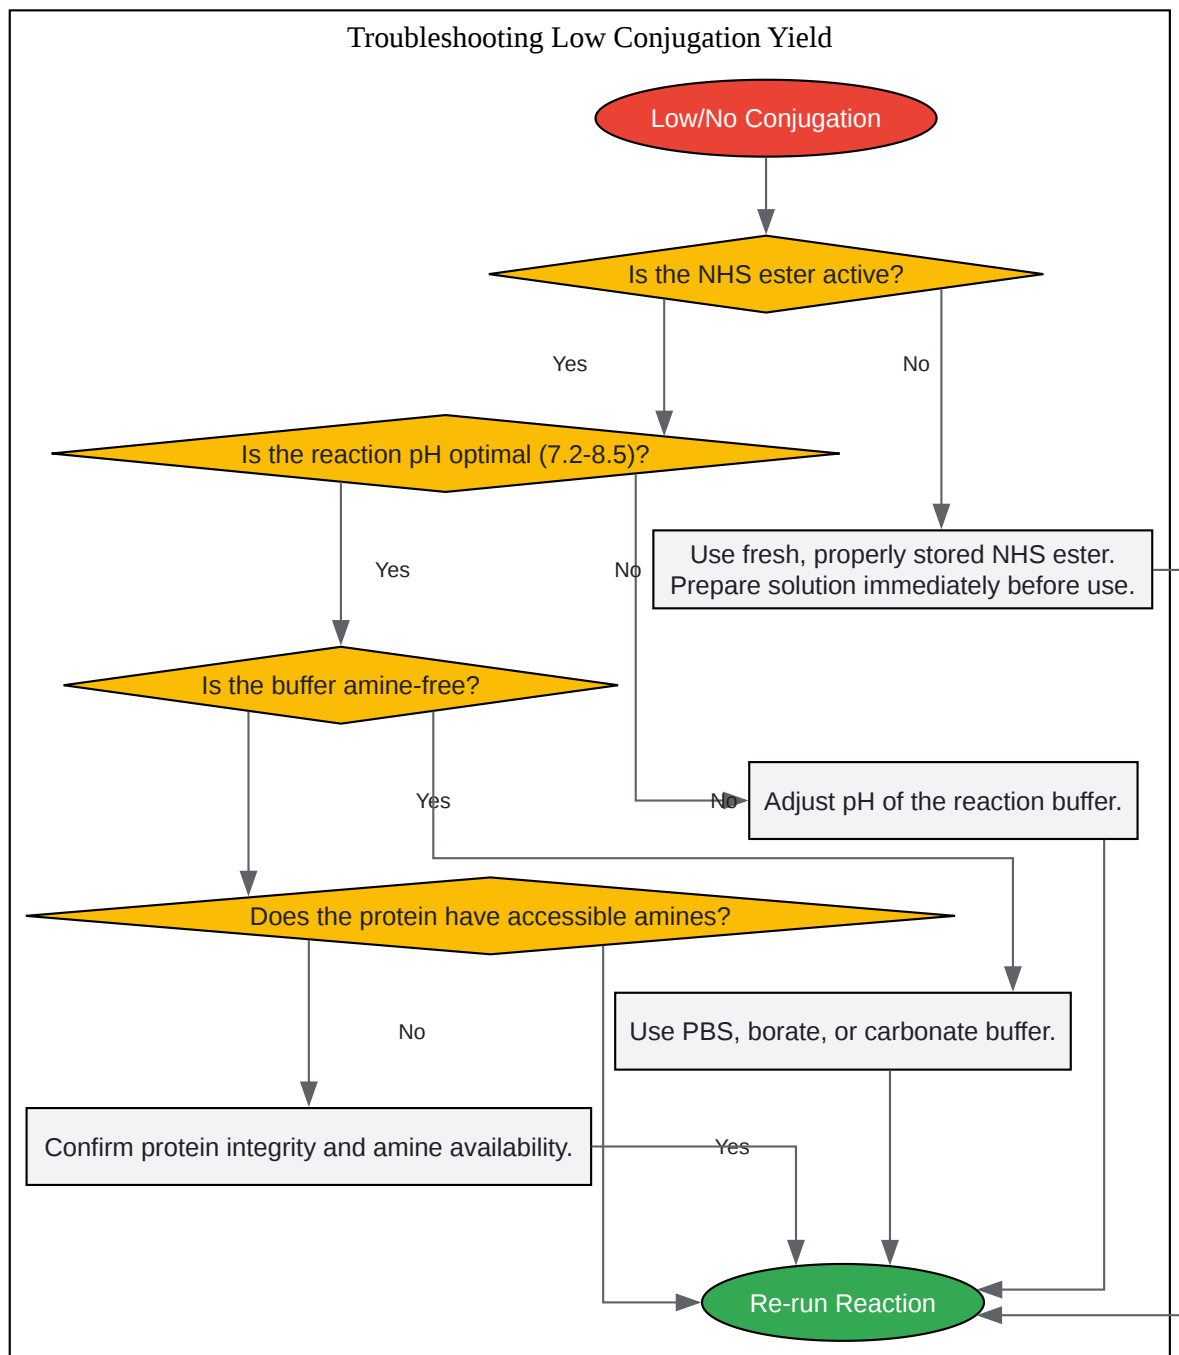 Troubleshooting Low Conjugation Yield
Low/No Conjugation
Is the NHS ester active?
Yes
No
Is the reaction pH optimal (7.2-8.5)?
Use fresh, properly stored NHS ester.
Prepare solution immediately before use.
Yes
No
Is the buffer amine-free?
Yes
No
Adjust pH of the reaction buffer.
Does the protein have accessible amines?
No
Use PBS, borate, or carbonate buffer.
Confirm protein integrity and amine availability.
Yes
Re-run Reaction